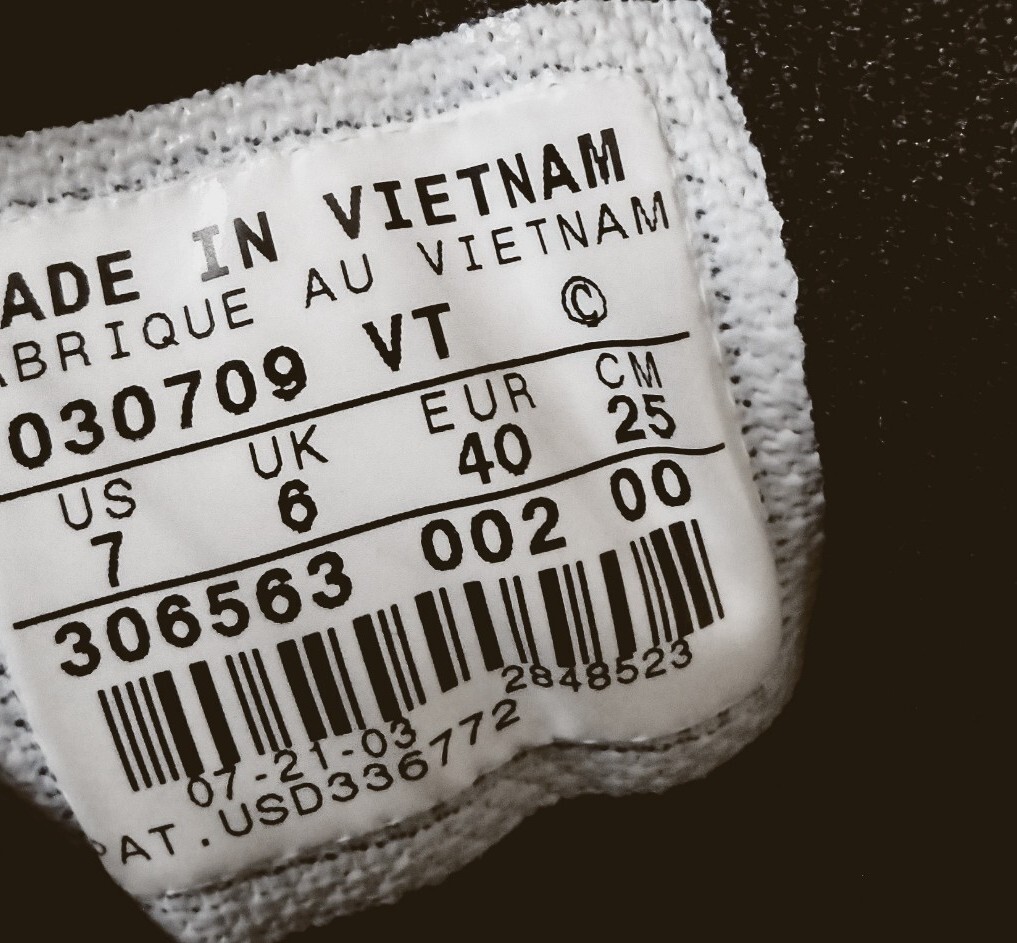 ADE IN VIETNAM
ABRIQUE AU VIETNAM
030709 VT ©
US UK EUR CM
7 6 40 25
306563 002 00
07-21-03 2848523
PAT.USD336772